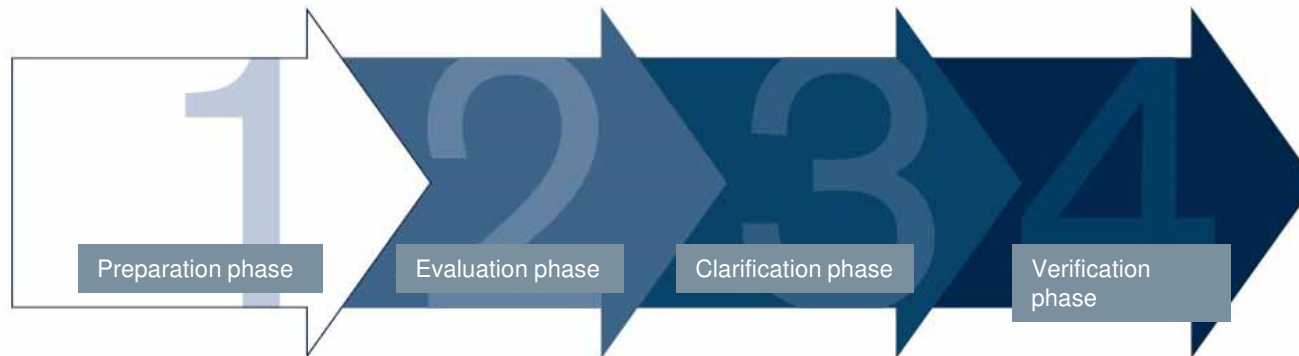 1
2
3
4
Preparation phase
Evaluation phase
Clarification phase
Verification
phase